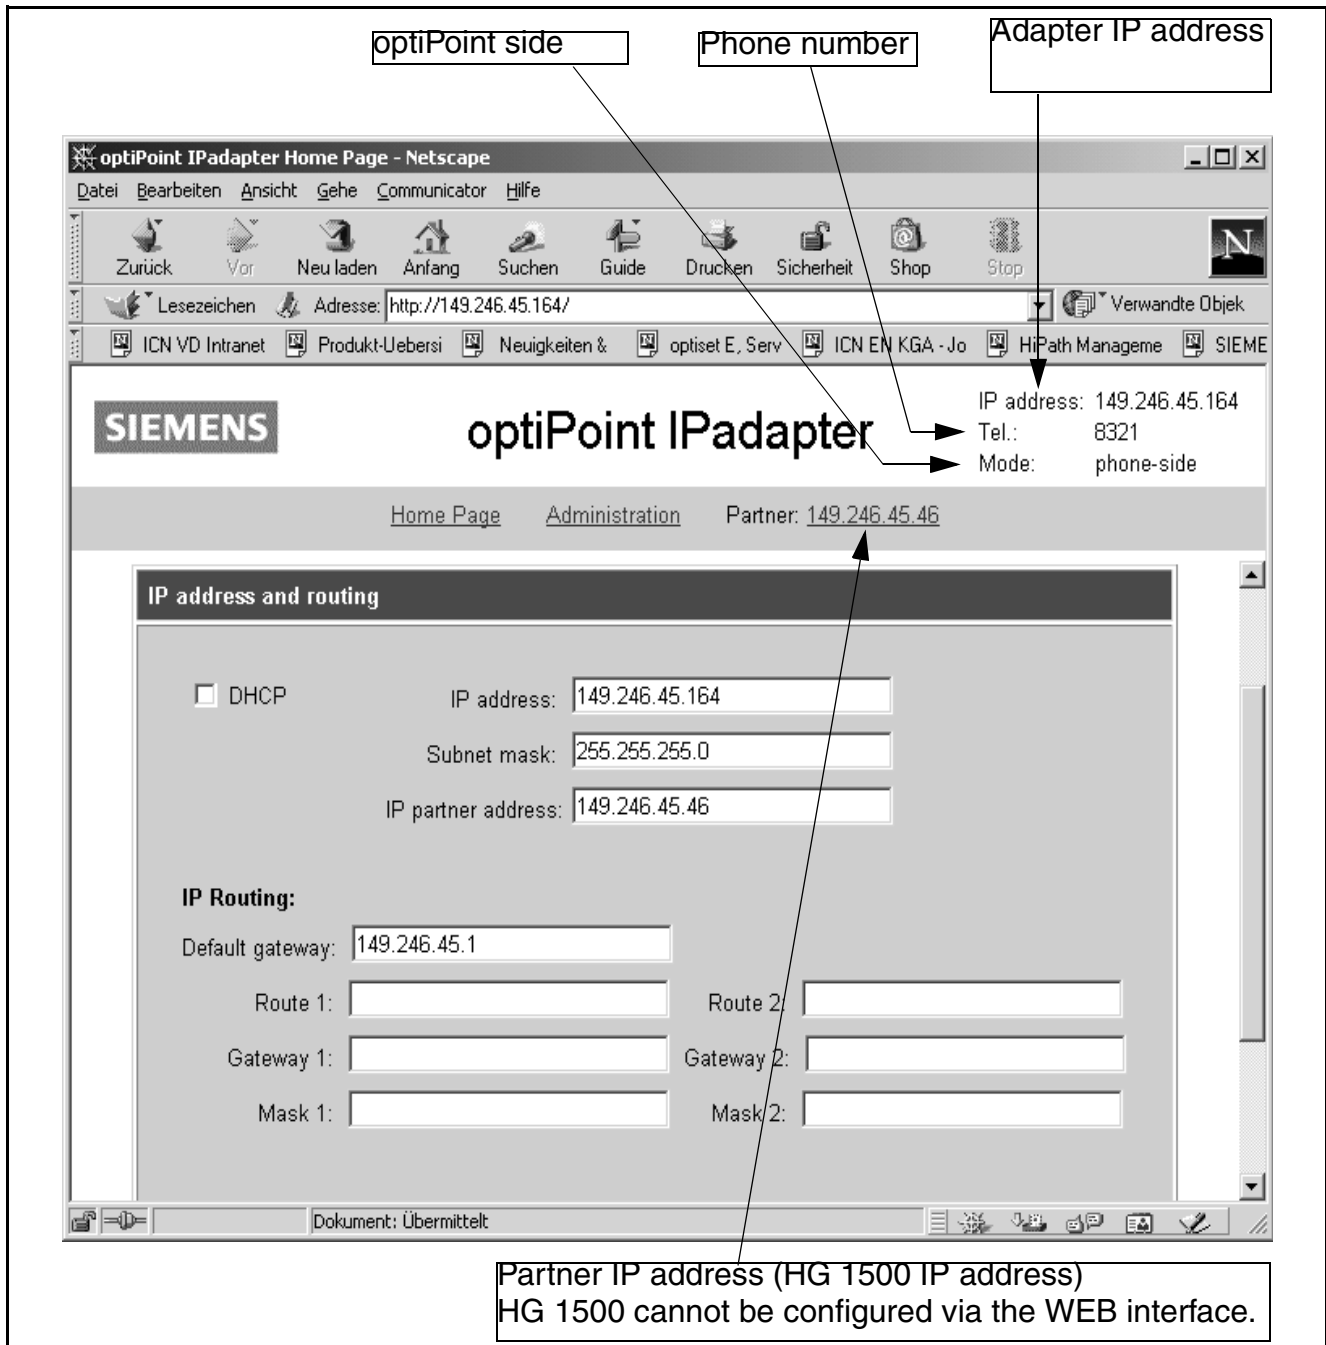 optiPoint side
Phone number
Adapter IP address
optiPoint IPadapter Home Page - Netscape
Datei Bearbeiten Ansicht Gehe Communicator Hilfe
Zurück Vor Neu laden Anfang Suchen Guide Drucken Sicherheit Shop Stop
N
Lesezeichen Adresse: http://149.246.45.164/ Verwandte Objek
ICN VD Intranet Produkt-Uebersi Neuigkeiten & optiset E, Serv ICN EN KGA - Jo HiPath Manageme SIEME
SIEMENS
optiPoint IPadapter
IP address: 149.246.45.164
Tel.: 8321
Mode: phone-side
Home Page Administration Partner: 149.246.45.46
IP address and routing
DHCP IP address: 149.246.45.164
Subnet mask: 255.255.255.0
IP partner address: 149.246.45.46
IP Routing:
Default gateway: 149.246.45.1
Route 1: Route 2:
Gateway 1: Gateway 2:
Mask 1: Mask 2:
Dokument: Übermittelt
Partner IP address (HG 1500 IP address)
HG 1500 cannot be configured via the WEB interface.